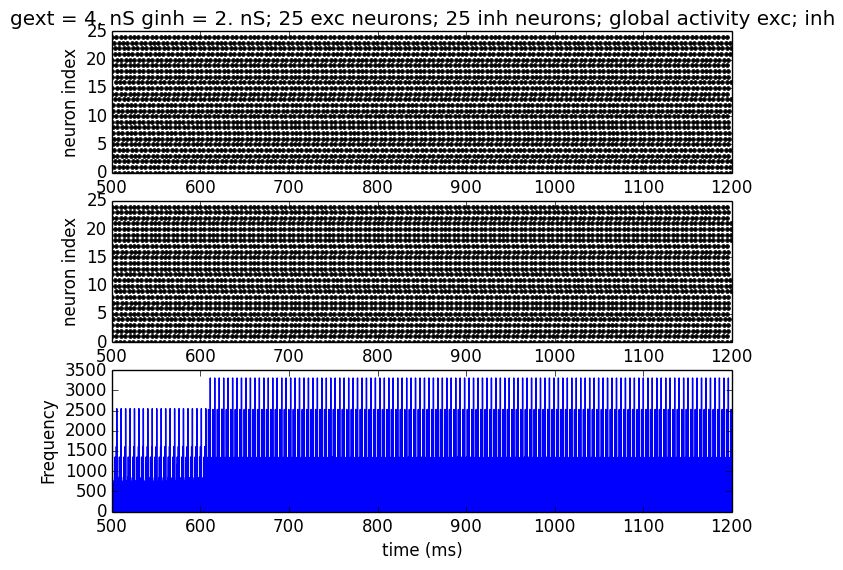 gext = 4. nS ginh = 2. nS; 25 exc neurons; 25 inh neurons; global activity exc; inh
25
20
15
10
5
0
neuron index
500 600 700 800 900 1000 1100 1200
25
20
15
10
5
0
neuron index
500 600 700 800 900 1000 1100 1200
3500
3000
2500
2000
1500
1000
500
0
Frequency
500 600 700 800 900 1000 1100 1200
time (ms)